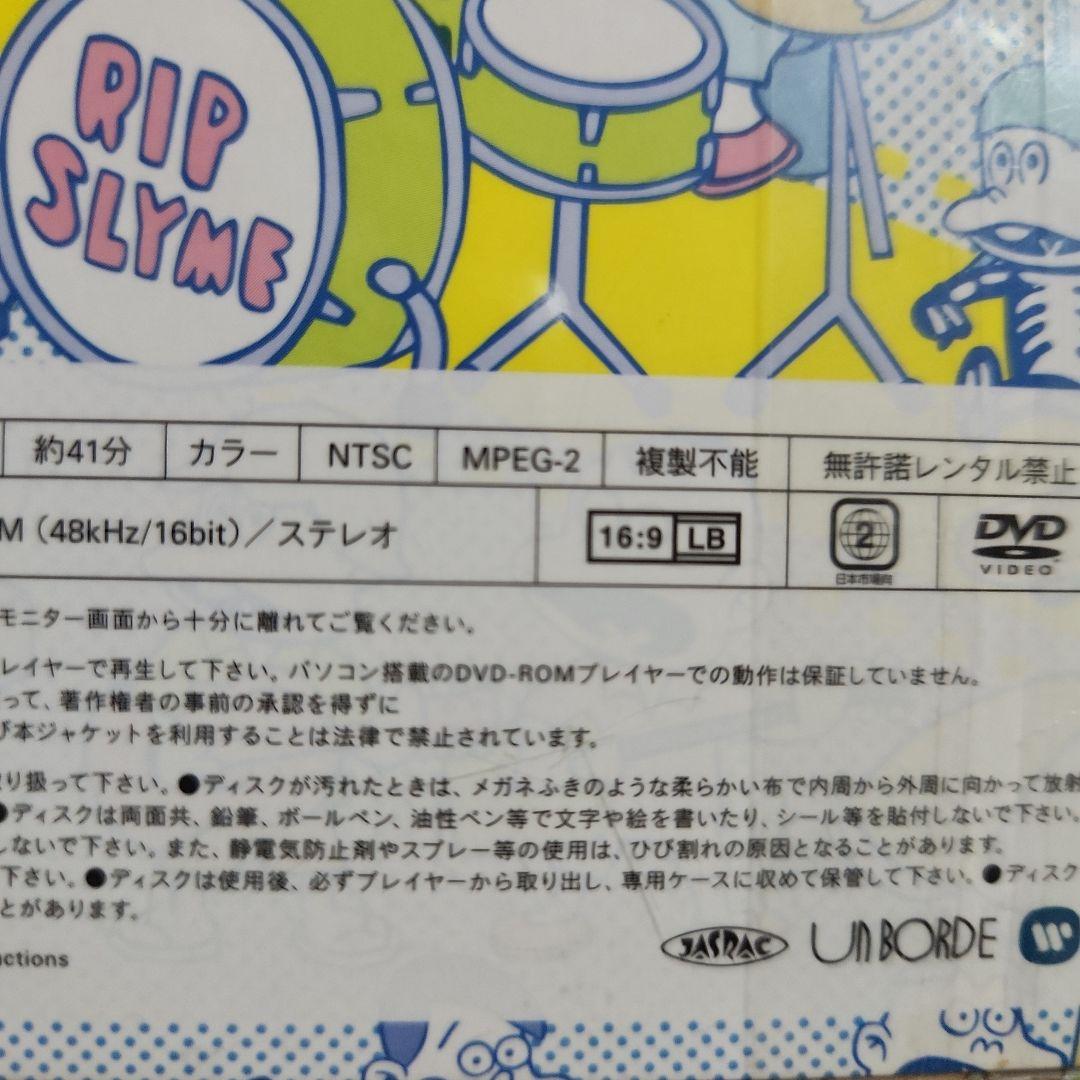 RIP
SLYME
約41分 カラー NTSC MPEG-2 複製不能 無許諾レンタル禁止
M（48kHz/16bit）／ステレオ 16:9 LB 2 DVD
日本市場向 VIDEO
モニター画面から十分に離れてご覧ください。
レイヤーで再生して下さい。パソコン搭載のDVD-ROMプレイヤーでの動作は保証していません。
って、著作権者の事前の承認を得ずに
び本ジャケットを利用することは法律で禁止されています。
り扱って下さい。●ディスクが汚れたときは、メガネふきのような柔らかい布で内周から外周に向かって放射
●ディスクは両面共、鉛筆、ボールペン、油性ペン等で文字や絵を書いたり、シール等を貼付しないで下さい。
しないで下さい。また、静電気防止剤やスプレー等の使用は、ひび割れの原因となることがあります。
下さい。●ディスクは使用後、必ずプレイヤーから取り出し、専用ケースに収めて保管して下さい。●ディスク
とがあります。
JASRAC UNBORDE
ctions